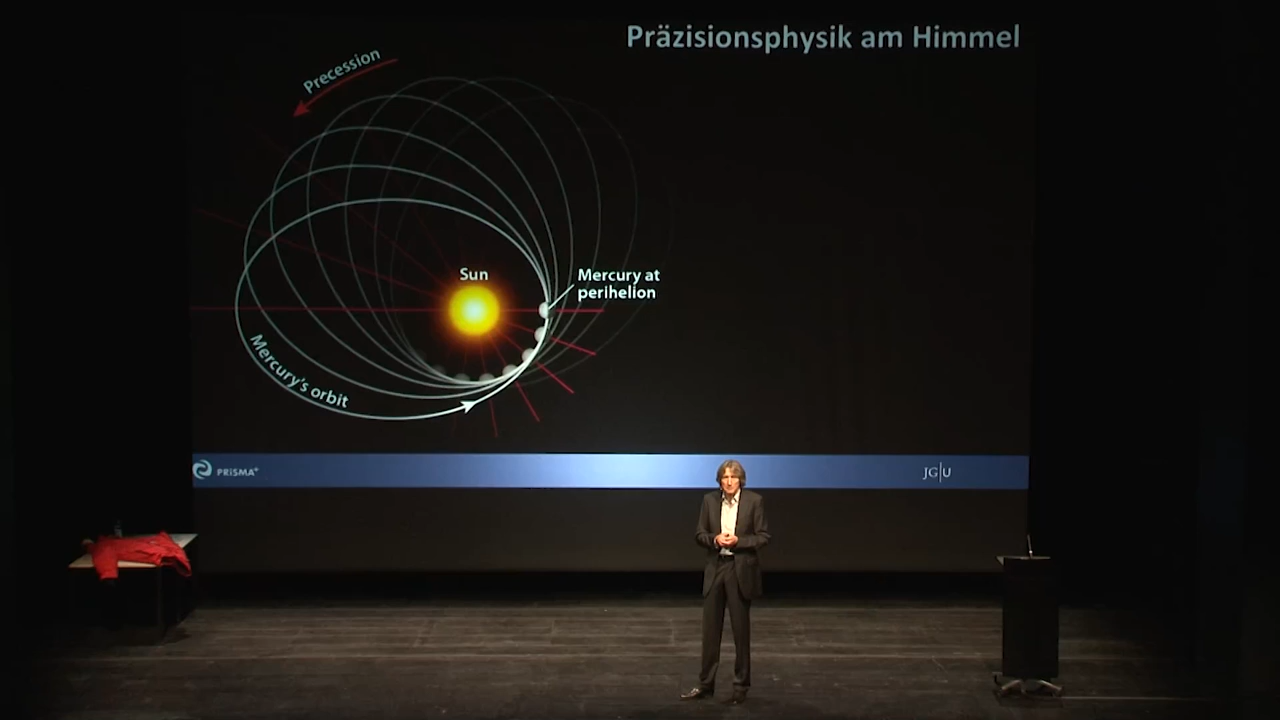 Präzisionsphysik am Himmel
Precession
Sun
Mercury at
perihelion
Mercury's orbit
PRiSMA+
JG|U